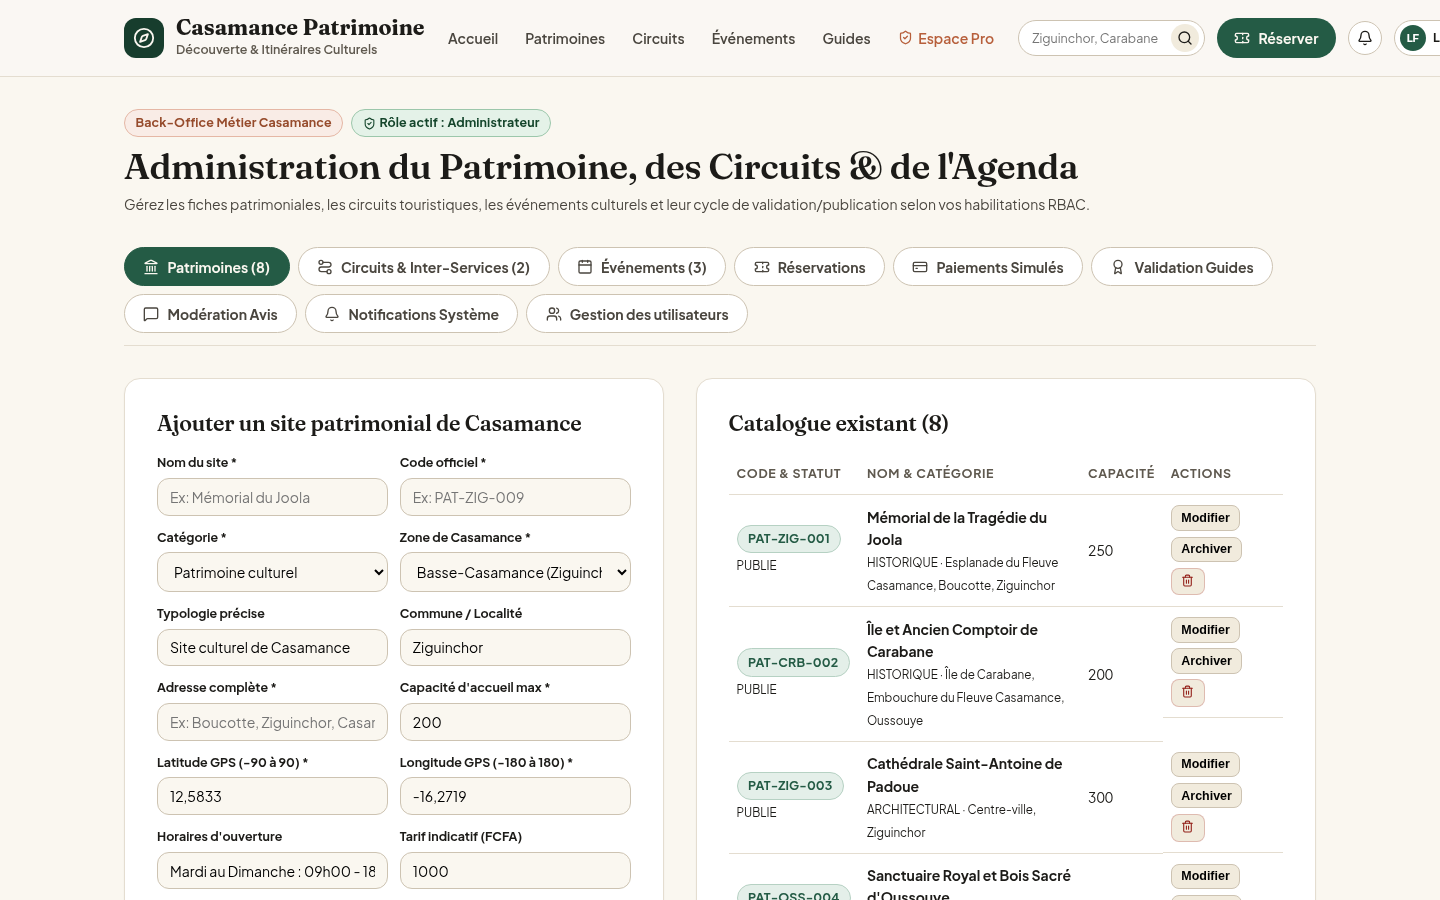 Casamance Patrimoine
Découverte & Itinéraires Culturels
Accueil
Patrimoines
Circuits
Événements
Guides
Espace Pro
Ziguinchor, Carabane
Réserver
LF
L
Back-Office Métier Casamance
Rôle actif : Administrateur
Administration du Patrimoine, des Circuits & de l'Agenda
Gérez les fiches patrimoniales, les circuits touristiques, les événements culturels et leur cycle de validation/publication selon vos habilitations RBAC.
Patrimoines (8)
Circuits & Inter-Services (2)
Événements (3)
Réservations
Paiements Simulés
Validation Guides
Modération Avis
Notifications Système
Gestion des utilisateurs
Ajouter un site patrimonial de Casamance
Nom du site *
Code officiel *
Ex: Mémorial du Joola
Ex: PAT-ZIG-009
Catégorie *
Zone de Casamance *
Patrimoine culturel
Basse-Casamance (Ziguinch
Typologie précise
Commune / Localité
Site culturel de Casamance
Ziguinchor
Adresse complète *
Capacité d'accueil max *
Ex: Boucotte, Ziguinchor, Casar
200
Latitude GPS (-90 à 90) *
Longitude GPS (-180 à 180) *
12,5833
-16,2719
Horaires d'ouverture
Tarif indicatif (FCFA)
Mardi au Dimanche : 09h00 - 18
1000
Catalogue existant (8)
CODE & STATUT
NOM & CATÉGORIE
CAPACITÉ
ACTIONS
PAT-ZIG-001
PUBLIE
Mémorial de la Tragédie du
Joola
HISTORIQUE · Esplanade du Fleuve
Casamance, Boucotte, Ziguinchor
250
Modifier
Archiver
PAT-CRB-002
PUBLIE
Île et Ancien Comptoir de
Carabane
HISTORIQUE · Île de Carabane,
Embouchure du Fleuve Casamance,
Oussouye
200
Modifier
Archiver
PAT-ZIG-003
PUBLIE
Cathédrale Saint-Antoine de
Padoue
ARCHITECTURAL · Centre-ville,
Ziguinchor
300
Modifier
Archiver
PAT-OSS-004
Sanctuaire Royal et Bois Sacré
d'Oussouye
Modifier